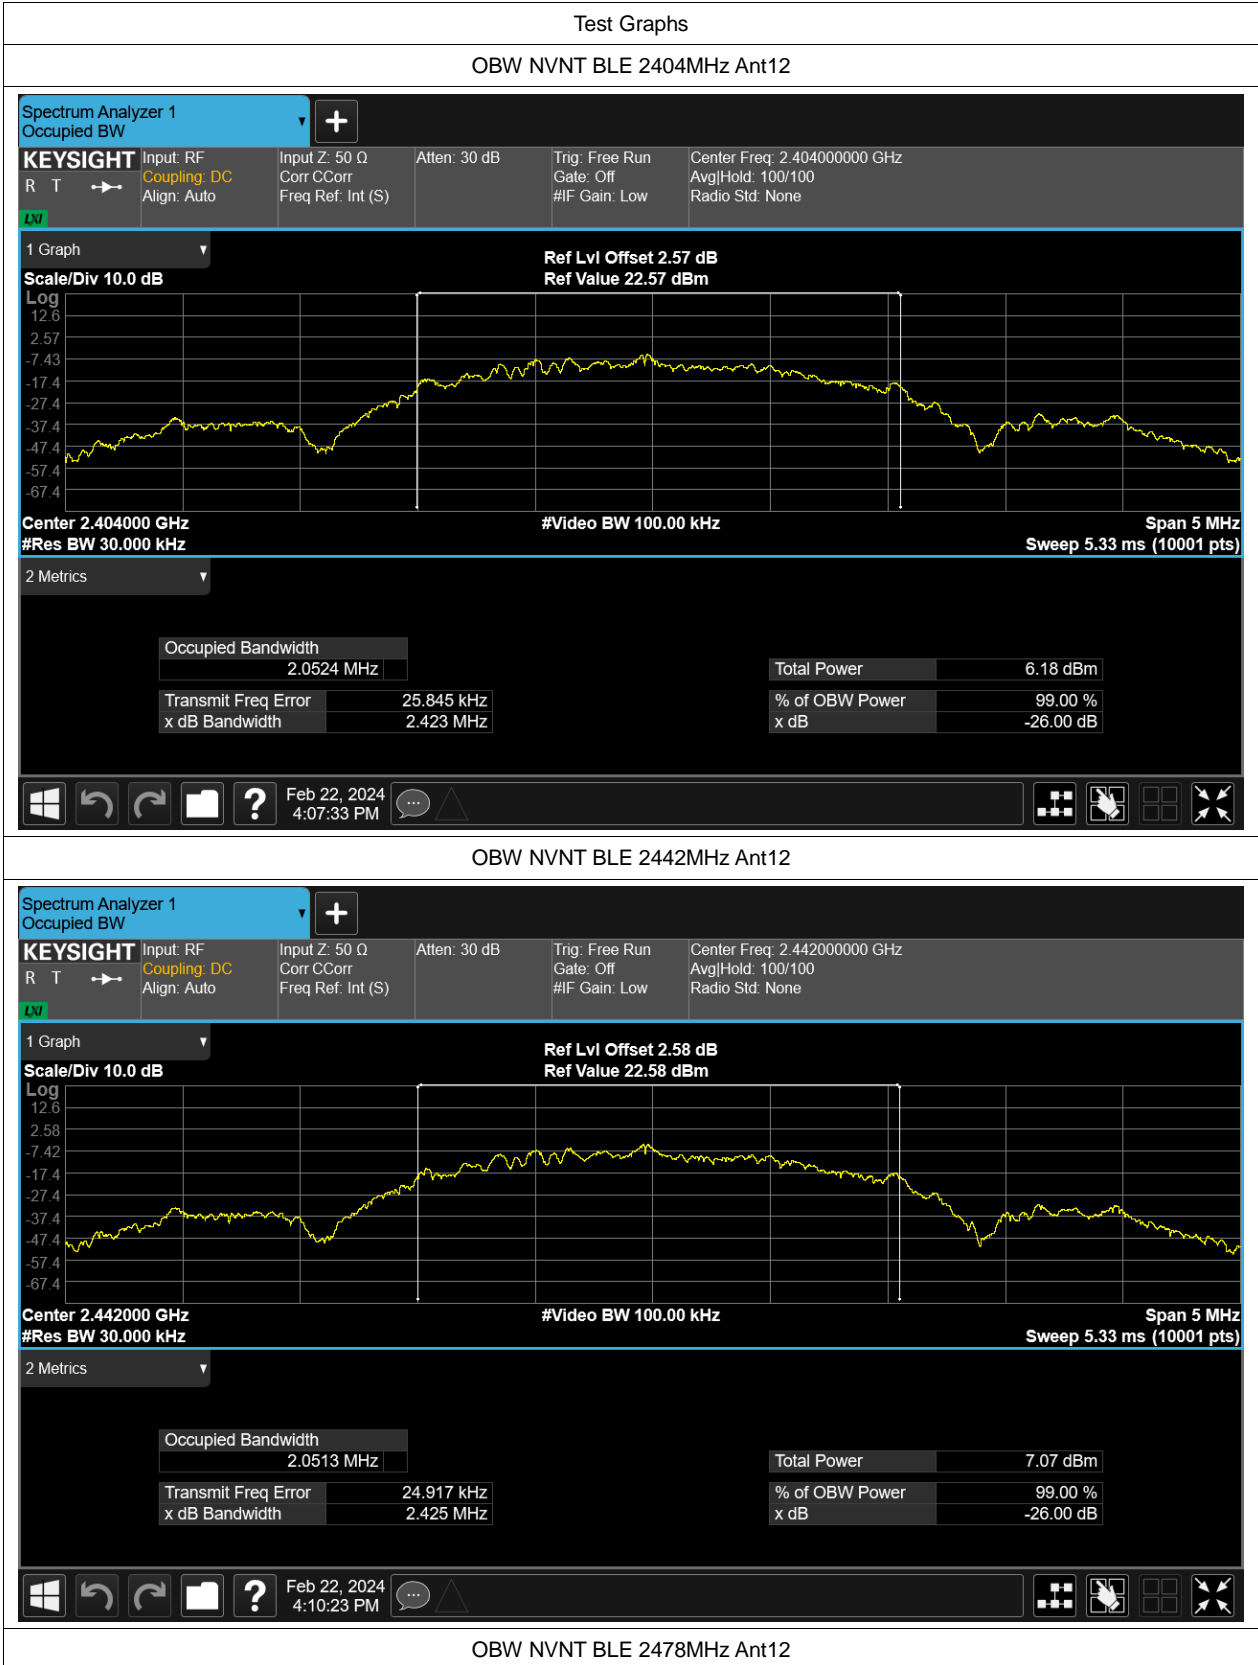 Test Graphs
OBW NVNT BLE 2404MHz Ant12
Spectrum Analyzer 1
Occupied BW
KEYSIGHT
R T
LXI
Input: RF
Coupling: DC
Align: Auto
Input Z: 50 Ω
Corr CCorr
Freq Ref: Int (S)
Atten: 30 dB
Trig: Free Run
Gate: Off
#IF Gain: Low
Center Freq: 2.404000000 GHz
Avg|Hold: 100/100
Radio Std: None
1 Graph
Scale/Div 10.0 dB
Ref Lvl Offset 2.57 dB
Ref Value 22.57 dBm
Log
12.6
2.57
-7.43
-17.4
-27.4
-37.4
-47.4
-57.4
-67.4
Center 2.404000 GHz
#Res BW 30.000 kHz
#Video BW 100.00 kHz
Span 5 MHz
Sweep 5.33 ms (10001 pts)
2 Metrics
Occupied Bandwidth
2.0524 MHz
Transmit Freq Error 25.845 kHz
x dB Bandwidth 2.423 MHz
Total Power 6.18 dBm
% of OBW Power 99.00 %
x dB -26.00 dB
?
Feb 22, 2024
4:07:33 PM
OBW NVNT BLE 2442MHz Ant12
Spectrum Analyzer 1
Occupied BW
KEYSIGHT
R T
LXI
Input: RF
Coupling: DC
Align: Auto
Input Z: 50 Ω
Corr CCorr
Freq Ref: Int (S)
Atten: 30 dB
Trig: Free Run
Gate: Off
#IF Gain: Low
Center Freq: 2.442000000 GHz
Avg|Hold: 100/100
Radio Std: None
1 Graph
Scale/Div 10.0 dB
Ref Lvl Offset 2.58 dB
Ref Value 22.58 dBm
Log
12.6
2.58
-7.42
-17.4
-27.4
-37.4
-47.4
-57.4
-67.4
Center 2.442000 GHz
#Res BW 30.000 kHz
#Video BW 100.00 kHz
Span 5 MHz
Sweep 5.33 ms (10001 pts)
2 Metrics
Occupied Bandwidth
2.0513 MHz
Transmit Freq Error 24.917 kHz
x dB Bandwidth 2.425 MHz
Total Power 7.07 dBm
% of OBW Power 99.00 %
x dB -26.00 dB
?
Feb 22, 2024
4:10:23 PM
OBW NVNT BLE 2478MHz Ant12